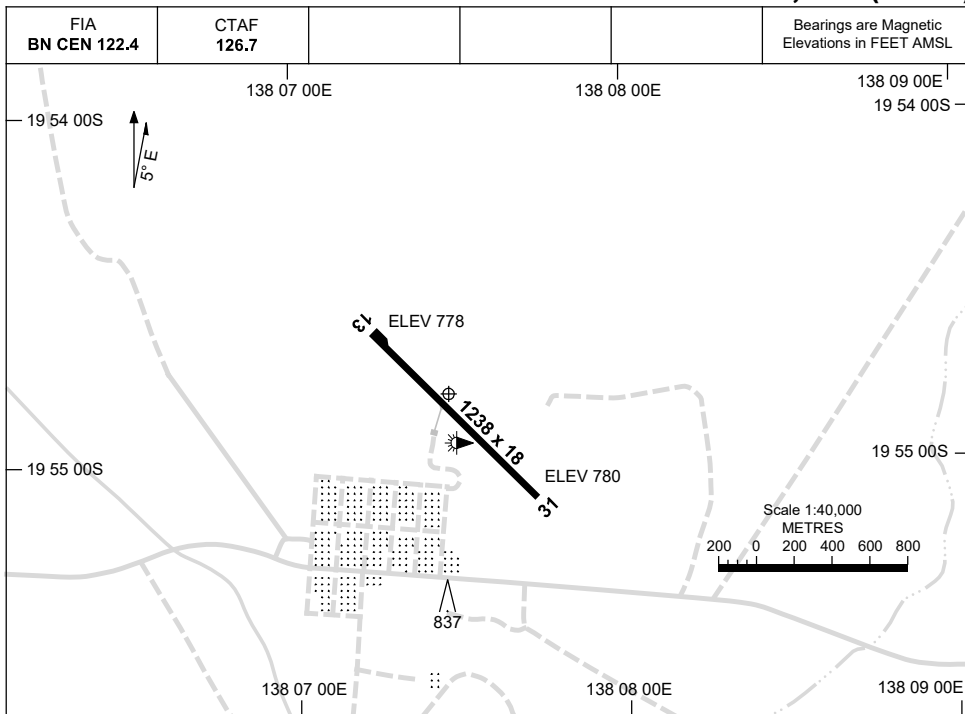 FIA
BN CEN 122.4
CTAF
126.7
Bearings are Magnetic
Elevations in FEET AMSL
138 07 00E
138 08 00E
138 09 00E
19 54 00S
19 54 00S
5° E
13
ELEV 778
1238 x 18
19 55 00S
19 55 00S
ELEV 780
31
Scale 1:40,000
METRES
200 0 200 400 600 800
837
138 07 00E
138 08 00E
138 09 00E